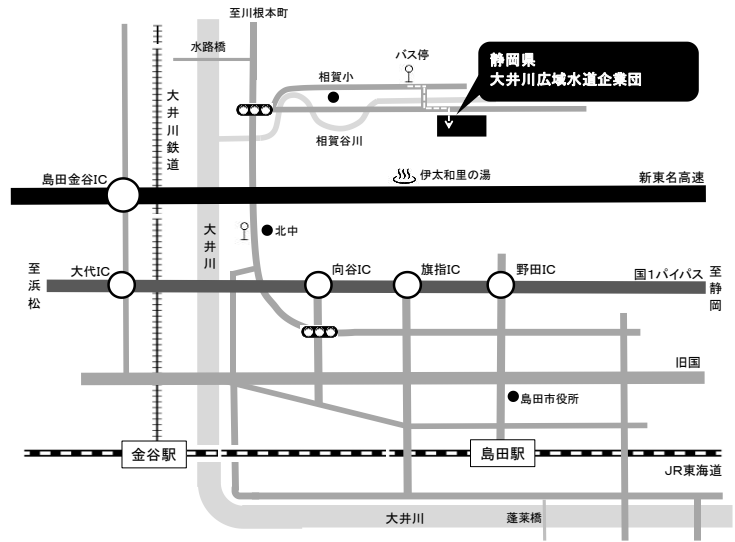 至川根本町
水路橋
バス停
静岡県
大井川広域水道企業団
相賀小
大井川鉄道
相賀谷川
島田金谷IC
伊太和里の湯
新東名高速
大井川
北中
至浜松
大代IC
向谷IC
旗指IC
野田IC
国1バイパス
至静岡
旧国
島田市役所
金谷駅
島田駅
JR東海道
大井川
蓬莱橋